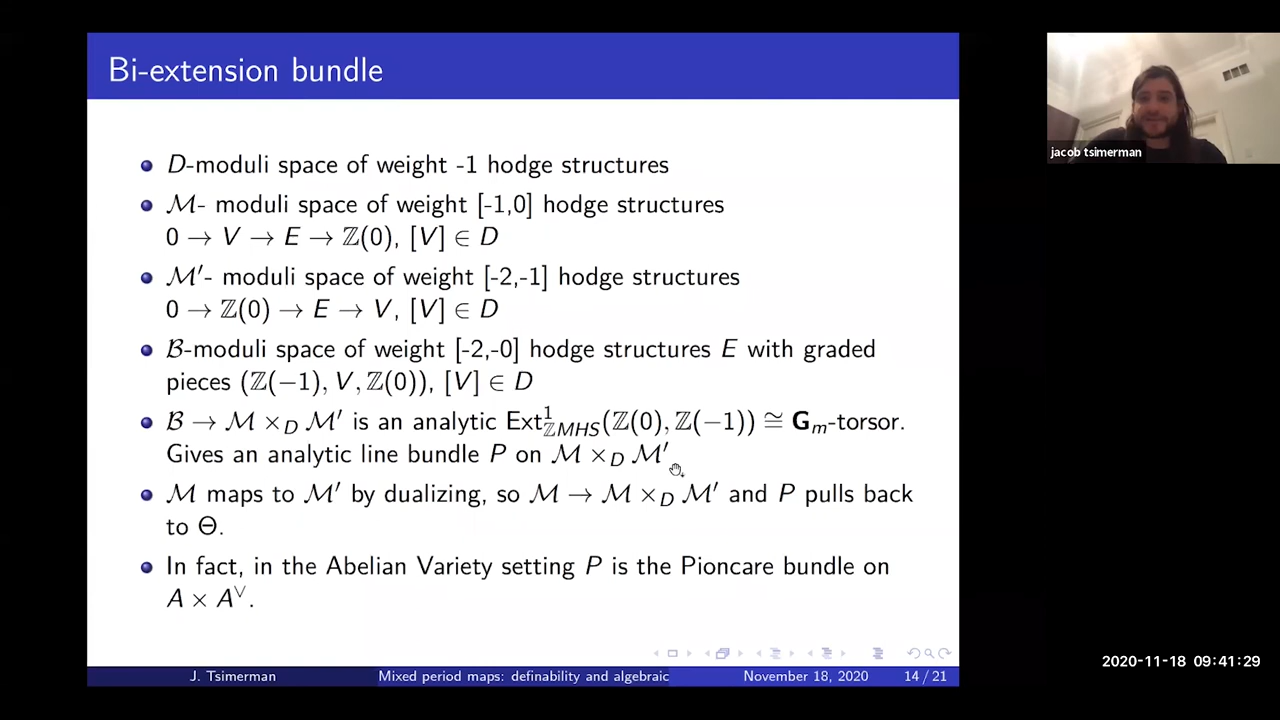 Bi-extension bundle
D-moduli space of weight -1 hodge structures
ℳ- moduli space of weight [-1,0] hodge structures
0 → V → E → ℤ(0), [V] ∈ D
ℳ′- moduli space of weight [-2,-1] hodge structures
0 → ℤ(0) → E → V, [V] ∈ D
ℬ-moduli space of weight [-2,-0] hodge structures E with graded
pieces (ℤ(−1), V, ℤ(0)), [V] ∈ D
ℬ → ℳ ×_D ℳ′ is an analytic Ext¹_{ℤMHS}(ℤ(0), ℤ(−1)) ≅ G_m-torsor.
Gives an analytic line bundle P on ℳ ×_D ℳ′
ℳ maps to ℳ′ by dualizing, so ℳ → ℳ ×_D ℳ′ and P pulls back
to Θ.
In fact, in the Abelian Variety setting P is the Pioncare bundle on
A × A^∨.
J. Tsimerman
Mixed period maps: definability and algebraic
November 18, 2020
14 / 21
jacob tsimerman
2020-11-18 09:41:29